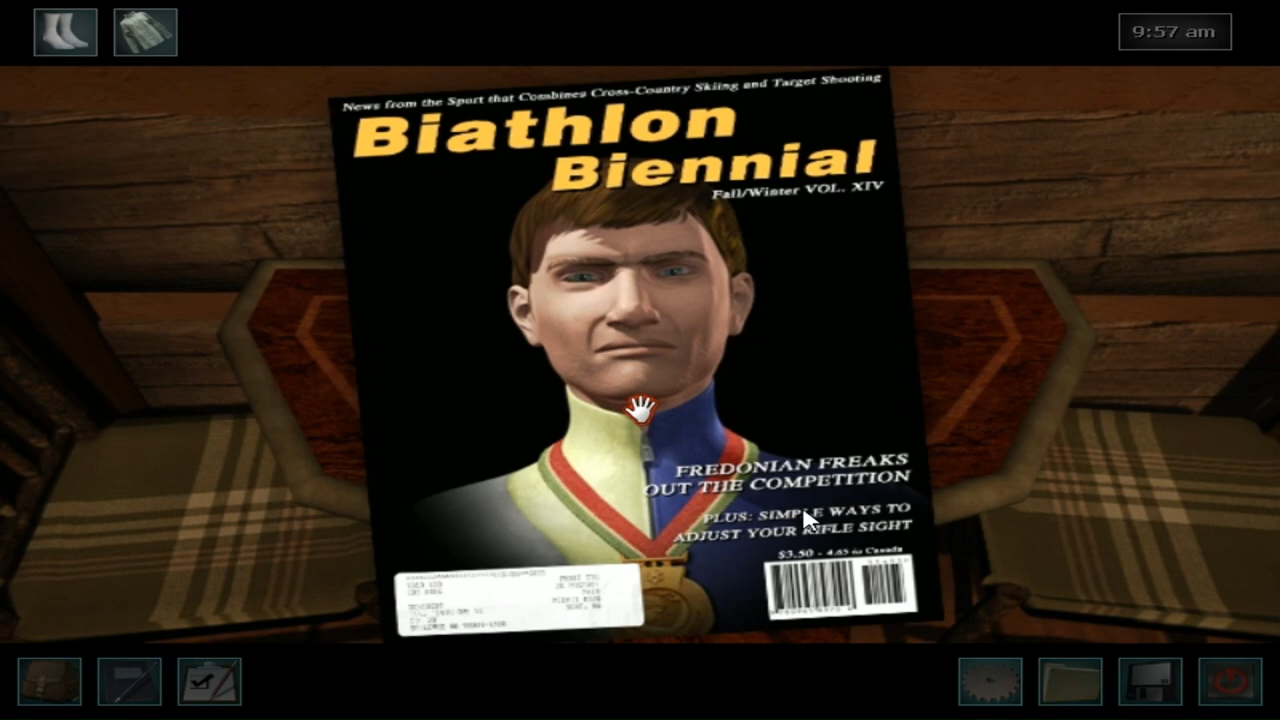 9:57 am
News from the Sport that Combines Cross-Country Skiing and Target Shooting
Biathlon
Biennial
Fall/Winter VOL. XIV
FREDONIAN FREAKS
OUT THE COMPETITION
PLUS: SIMPLE WAYS TO
ADJUST YOUR RIFLE SIGHT
$3.50 - 4.65 in Canada